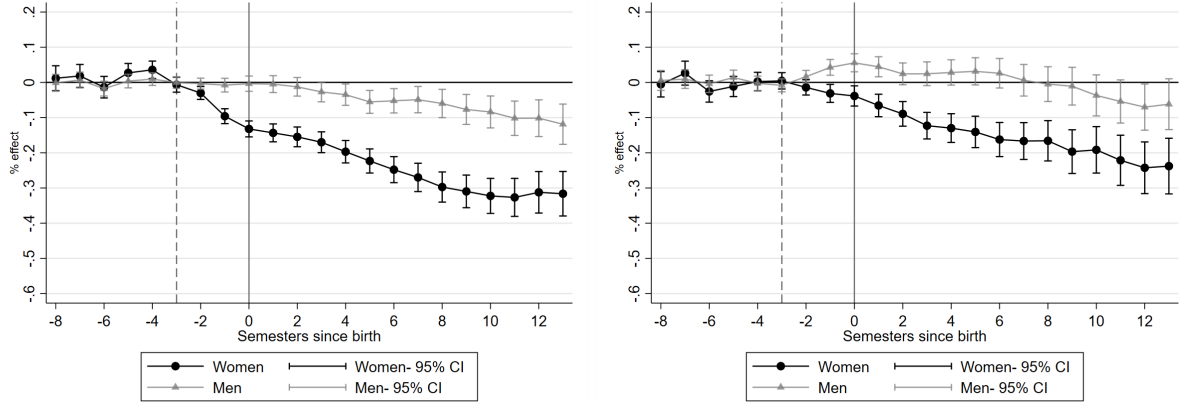 .2
.1
0
-.1
-.2
-.3
-.4
-.5
-.6
% effect
-8 -6 -4 -2 0 2 4 6 8 10 12
Semesters since birth
Women Women- 95% CI
Men Men- 95% CI
.2
.1
0
-.1
-.2
-.3
-.4
-.5
-.6
% effect
-8 -6 -4 -2 0 2 4 6 8 10 12
Semesters since birth
Women Women- 95% CI
Men Men- 95% CI